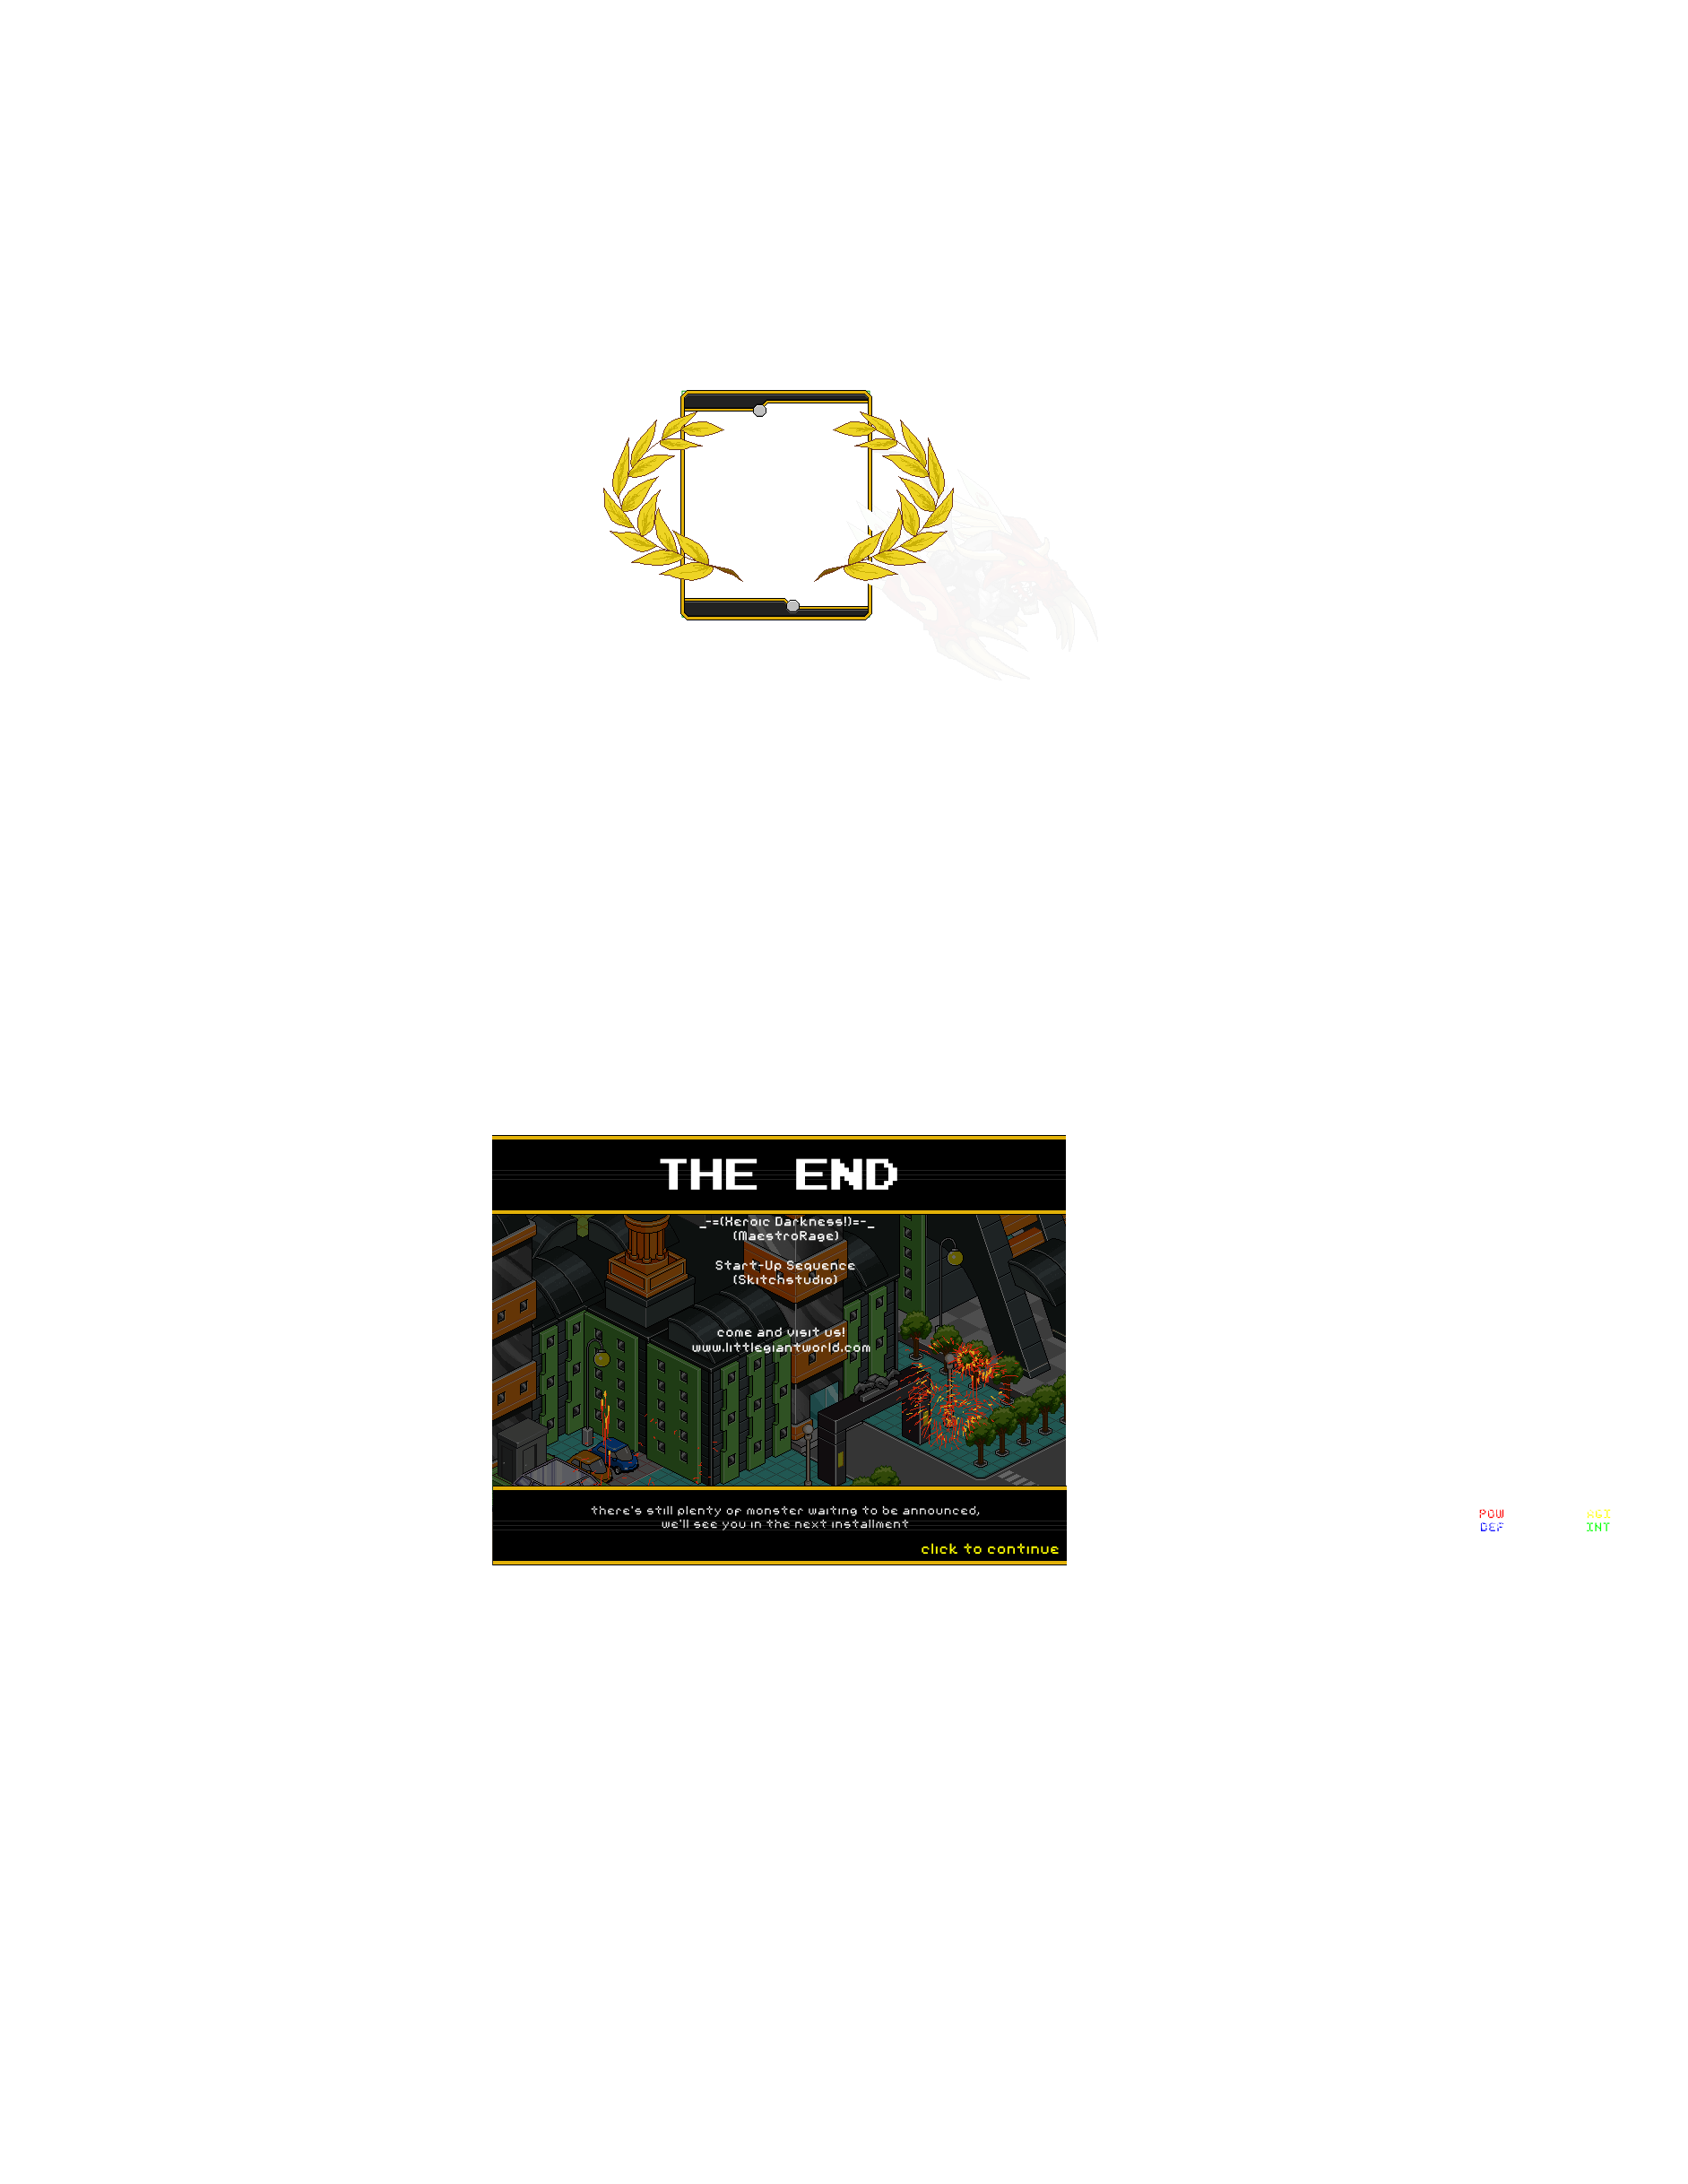 THE END
_-=(Xeroic Darkness!)=-_
(MaestroRage)
Start-Up Sequence
(Skitchstudio)
come and visit us!
www.littlegiantworld.com
there's still plenty of monster waiting to be announced,
we'll see you in the next installment
click to continue
POW AGI
DEF INT